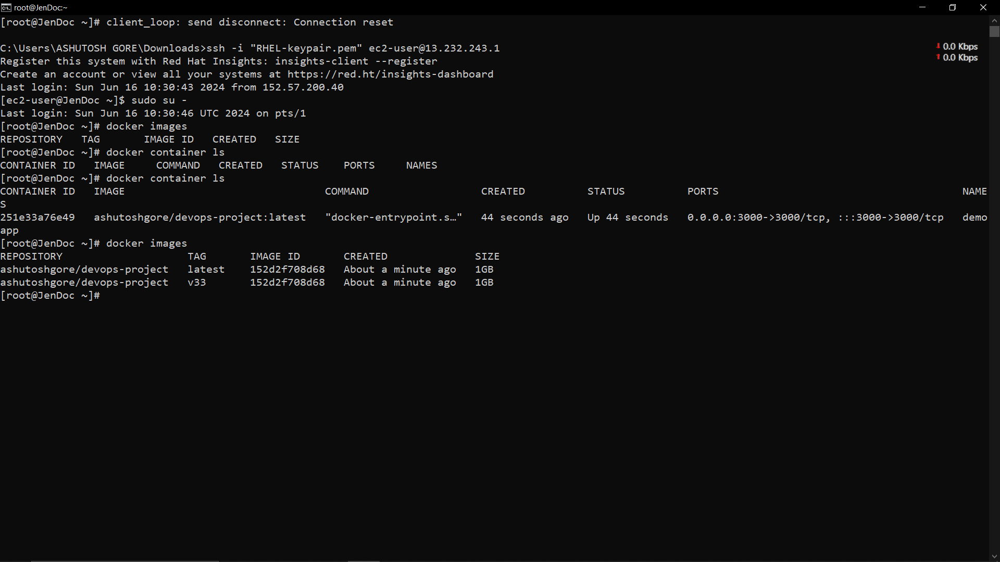 root@JenDoc:~
[root@JenDoc ~]# client_loop: send disconnect: Connection reset
C:\Users\ASHUTOSH GORE\Downloads>ssh -i "RHEL-keypair.pem" ec2-user@13.232.243.1
0.0 Kbps
Register this system with Red Hat Insights: insights-client --register
0.0 Kbps
Create an account or view all your systems at https://red.ht/insights-dashboard
Last login: Sun Jun 16 10:30:43 2024 from 152.57.200.40
[ec2-user@JenDoc ~]$ sudo su -
Last login: Sun Jun 16 10:30:46 UTC 2024 on pts/1
[root@JenDoc ~]# docker images
REPOSITORY   TAG       IMAGE ID   CREATED   SIZE
[root@JenDoc ~]# docker container ls
CONTAINER ID   IMAGE     COMMAND   CREATED   STATUS    PORTS     NAMES
[root@JenDoc ~]# docker container ls
CONTAINER ID   IMAGE                                COMMAND                  CREATED          STATUS          PORTS                                       NAME
S
251e33a76e49   ashutoshgore/devops-project:latest   "docker-entrypoint.s…"   44 seconds ago   Up 44 seconds   0.0.0.0:3000->3000/tcp, :::3000->3000/tcp   demo
app
[root@JenDoc ~]# docker images
REPOSITORY                    TAG       IMAGE ID       CREATED              SIZE
ashutoshgore/devops-project   latest    152d2f708d68   About a minute ago   1GB
ashutoshgore/devops-project   v33       152d2f708d68   About a minute ago   1GB
[root@JenDoc ~]#